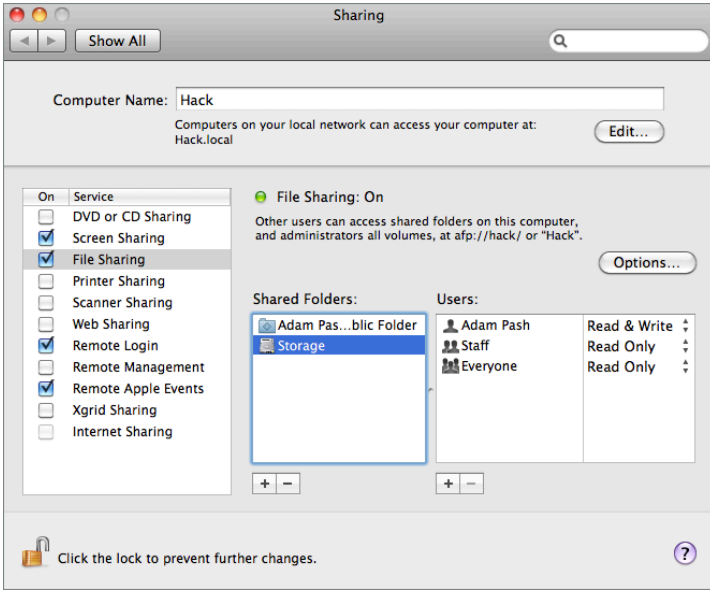 Sharing
Show All
Computer Name: Hack
Computers on your local network can access your computer at:
Hack.local
Edit...
On Service
DVD or CD Sharing
Screen Sharing
File Sharing
Printer Sharing
Scanner Sharing
Web Sharing
Remote Login
Remote Management
Remote Apple Events
Xgrid Sharing
Internet Sharing
File Sharing: On
Other users can access shared folders on this computer,
and administrators all volumes, at afp://hack/ or “Hack”.
Options...
Shared Folders:
Adam Pas...blic Folder
Storage
Users:
Adam Pash Read & Write
Staff Read Only
Everyone Read Only
+ −
+ −
Click the lock to prevent further changes.
?